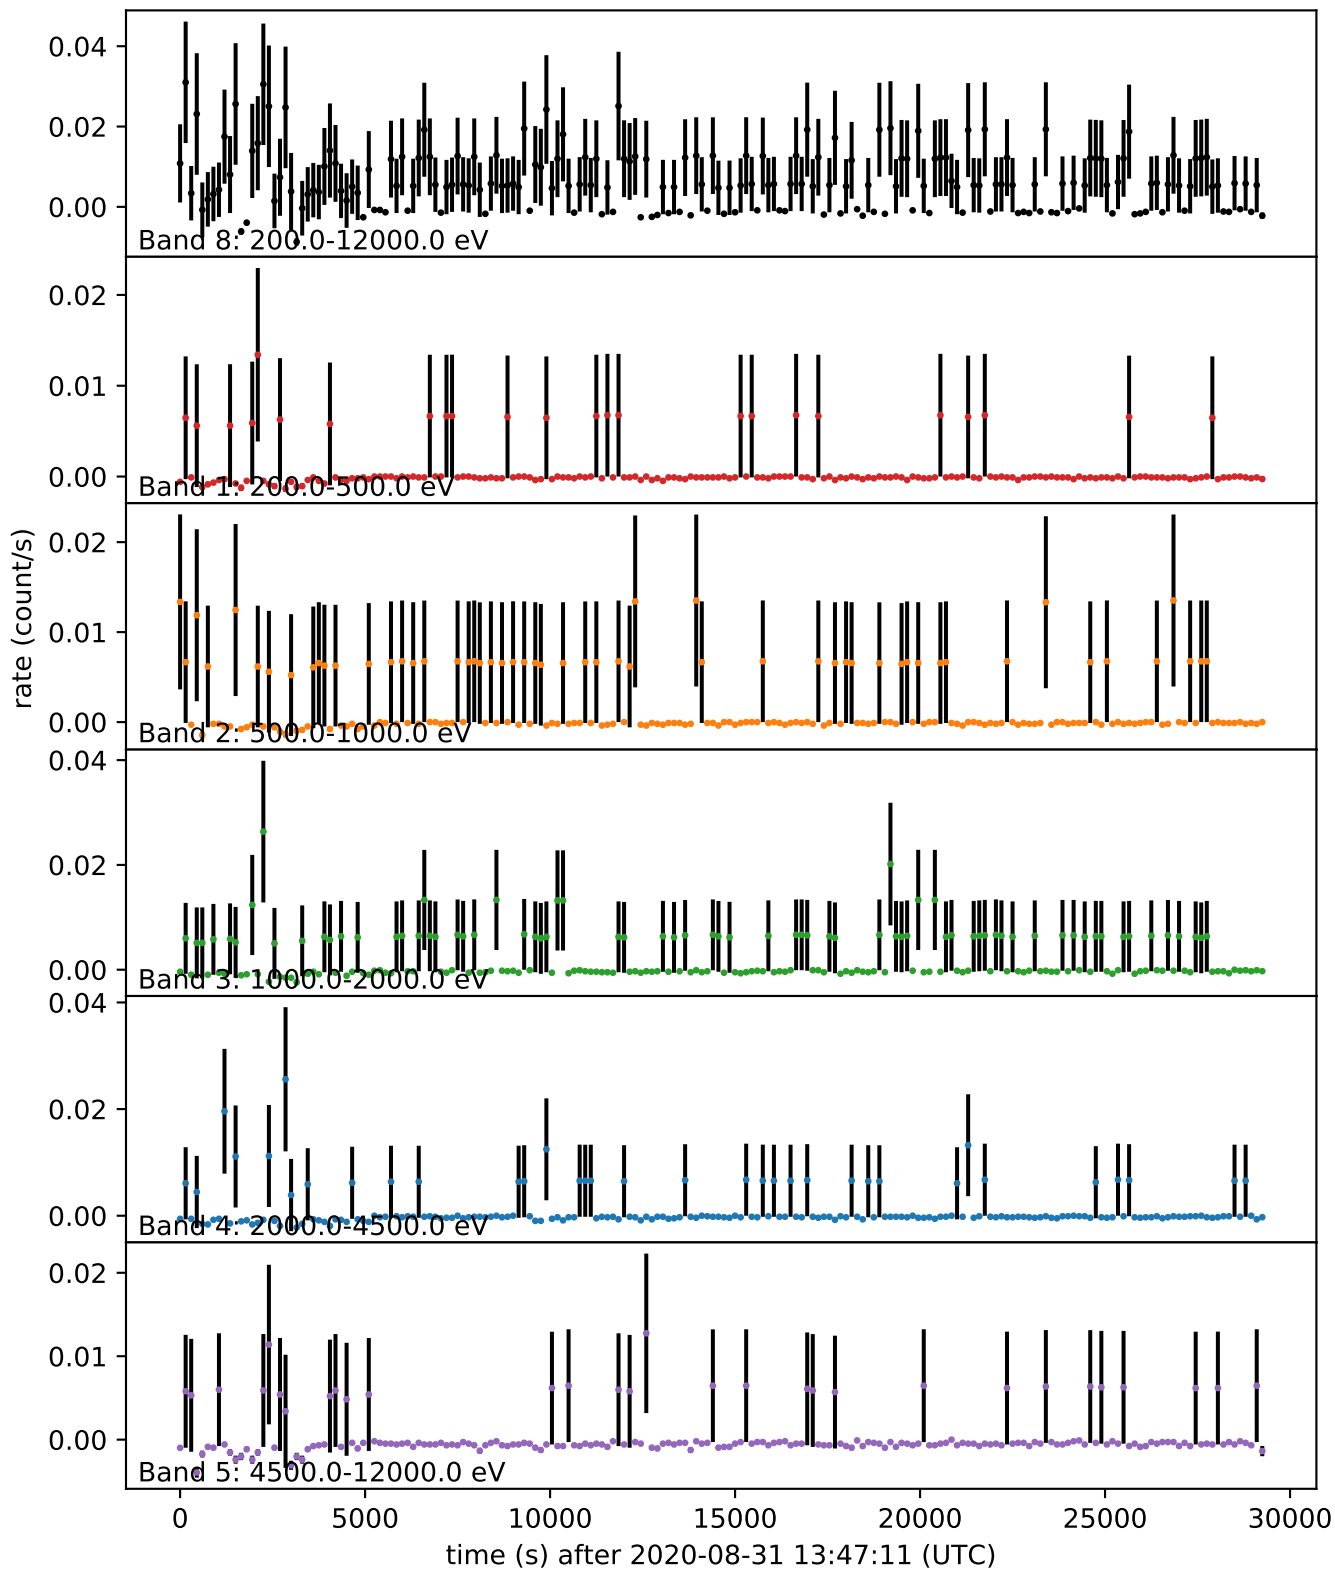 0.04
0.02
0.00
Band 8: 200.0-12000.0 eV
0.02
0.01
0.00
Band 1: 200.0-500.0 eV
rate (count/s)
0.02
0.01
0.00
Band 2: 500.0-1000.0 eV
0.04
0.02
0.00
Band 3: 1000.0-2000.0 eV
0.04
0.02
0.00
Band 4: 2000.0-4500.0 eV
0.02
0.01
0.00
Band 5: 4500.0-12000.0 eV
0 5000 10000 15000 20000 25000 30000
time (s) after 2020-08-31 13:47:11 (UTC)